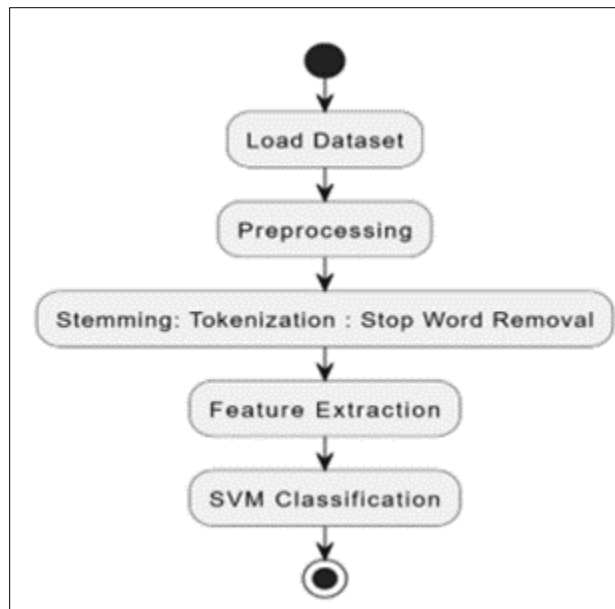 Load Dataset
Preprocessing
Stemming: Tokenization : Stop Word Removal
Feature Extraction
SVM Classification